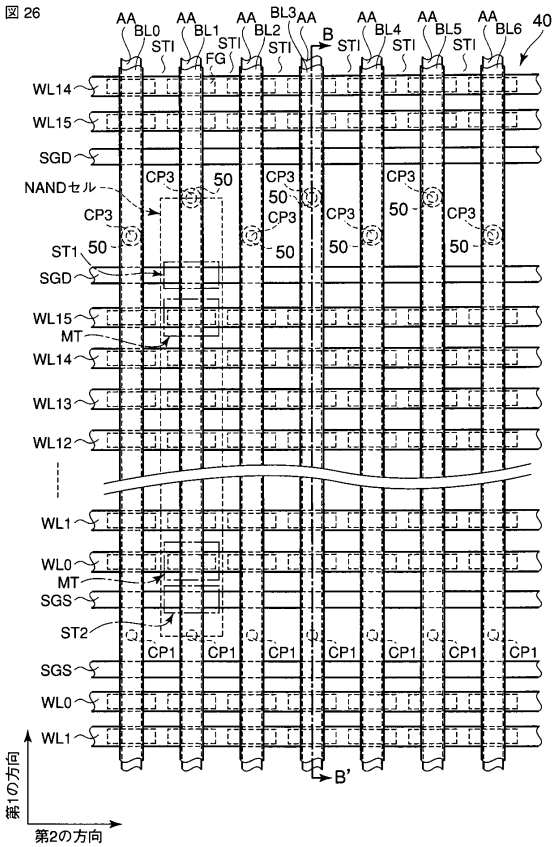 図26
AA BL0 AA BL1 AA BL2 BL3 AA AA BL4 AA BL5 AA BL6
STI STI STI STI STI STI
FG
B
40
WL14
WL15
SGD
NANDセル
CP3 50 CP3 50 CP3 50
CP3 50 CP3 50 CP3 50 CP3 50
ST1
SGD
WL15
MT
WL14
WL13
WL12
WL1
WL0
MT
SGS
ST2
CP1 CP1 CP1 CP1 CP1 CP1 CP1
SGS
WL0
WL1
B'
第1の方向
第2の方向